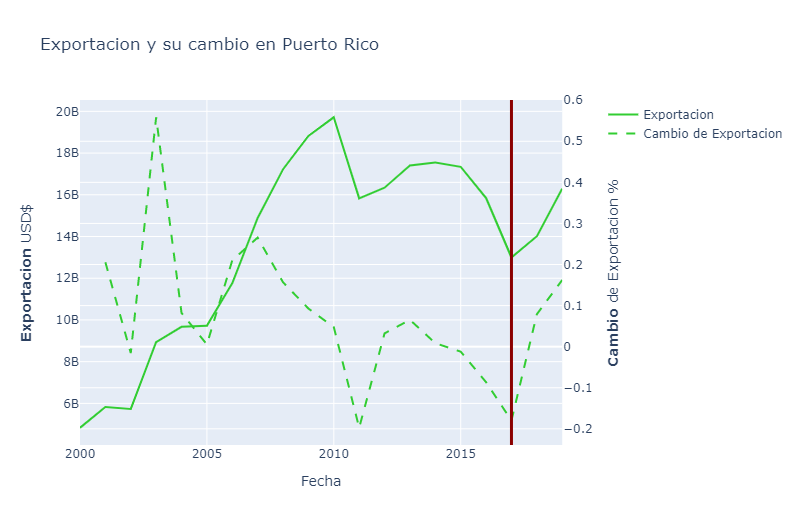 Exportacion y su cambio en Puerto Rico
Exportacion USD$
20B
18B
16B
14B
12B
10B
8B
6B
2000
2005
2010
2015
Fecha
0.6
0.5
0.4
0.3
0.2
0.1
0
−0.1
−0.2
Cambio de Exportacion %
Exportacion
Cambio de Exportacion